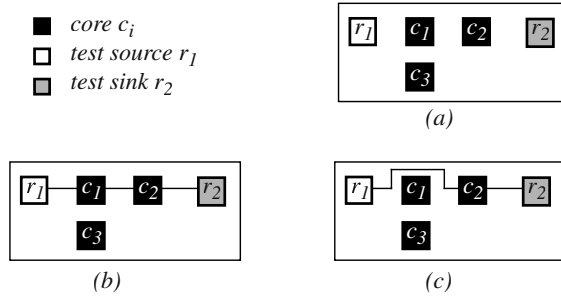 core c_i
test source r_1
test sink r_2
r_1 c_1 c_2 r_2
c_3
(a)
r_1 c_1 c_2 r_2
c_3
(b)
r_1 c_1 c_2 r_2
c_3
(c)